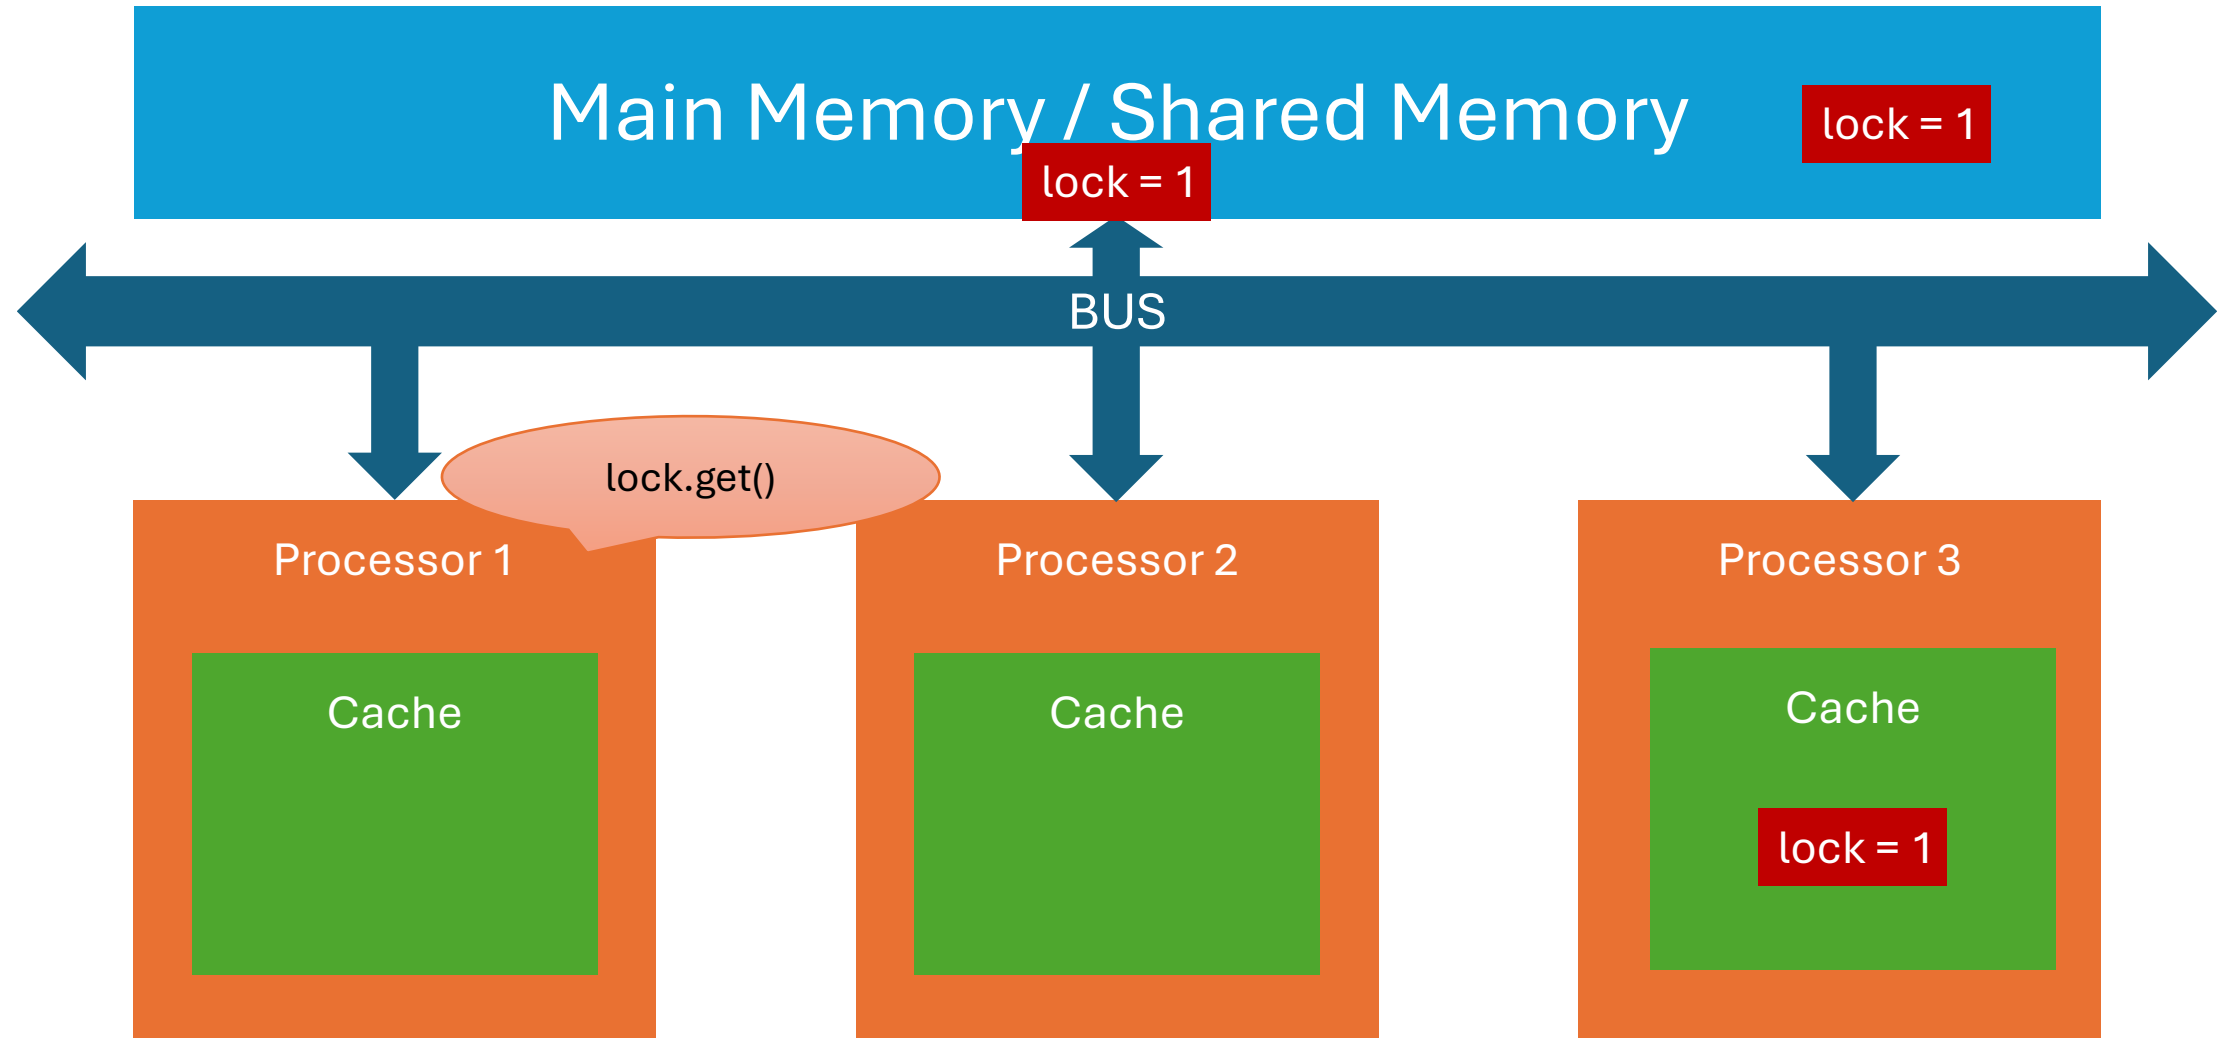 Main Memory / Shared Memory
lock = 1
lock = 1
BUS
lock.get()
Processor 1
Processor 2
Processor 3
Cache
Cache
Cache
lock = 1